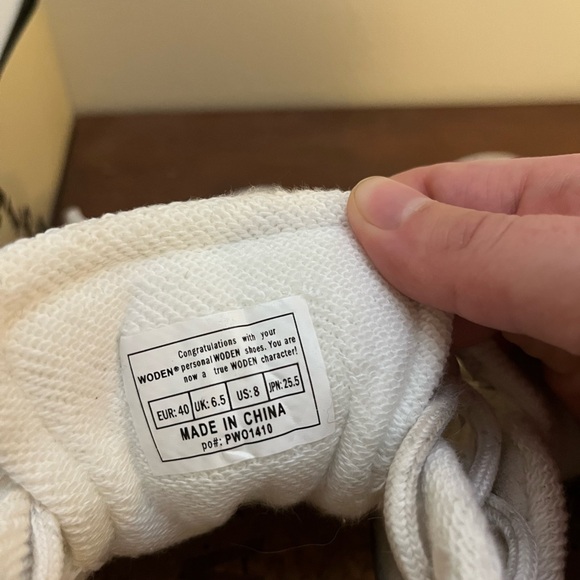 Congratulations with your
WODEN® personal WODEN shoes. You are
now a true WODEN character!
EUR: 40 UK: 6.5 US: 8 JPN: 25.5
MADE IN CHINA
po#: PWO1410